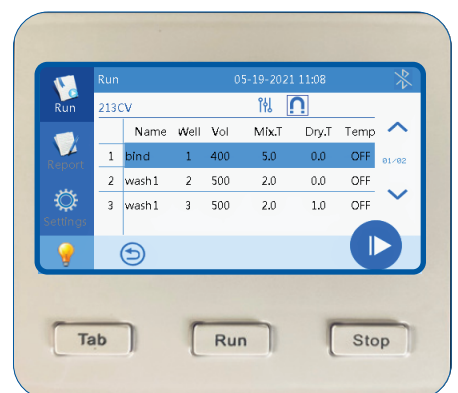 Run 05-19-2021 11:08
Run
213CV
Name Well Vol Mix.T Dry.T Temp
1 bind 1 400 5.0 0.0 OFF
01/02
Report
2 wash1 2 500 2.0 0.0 OFF
3 wash1 3 500 2.0 1.0 OFF
Settings
Tab Run Stop